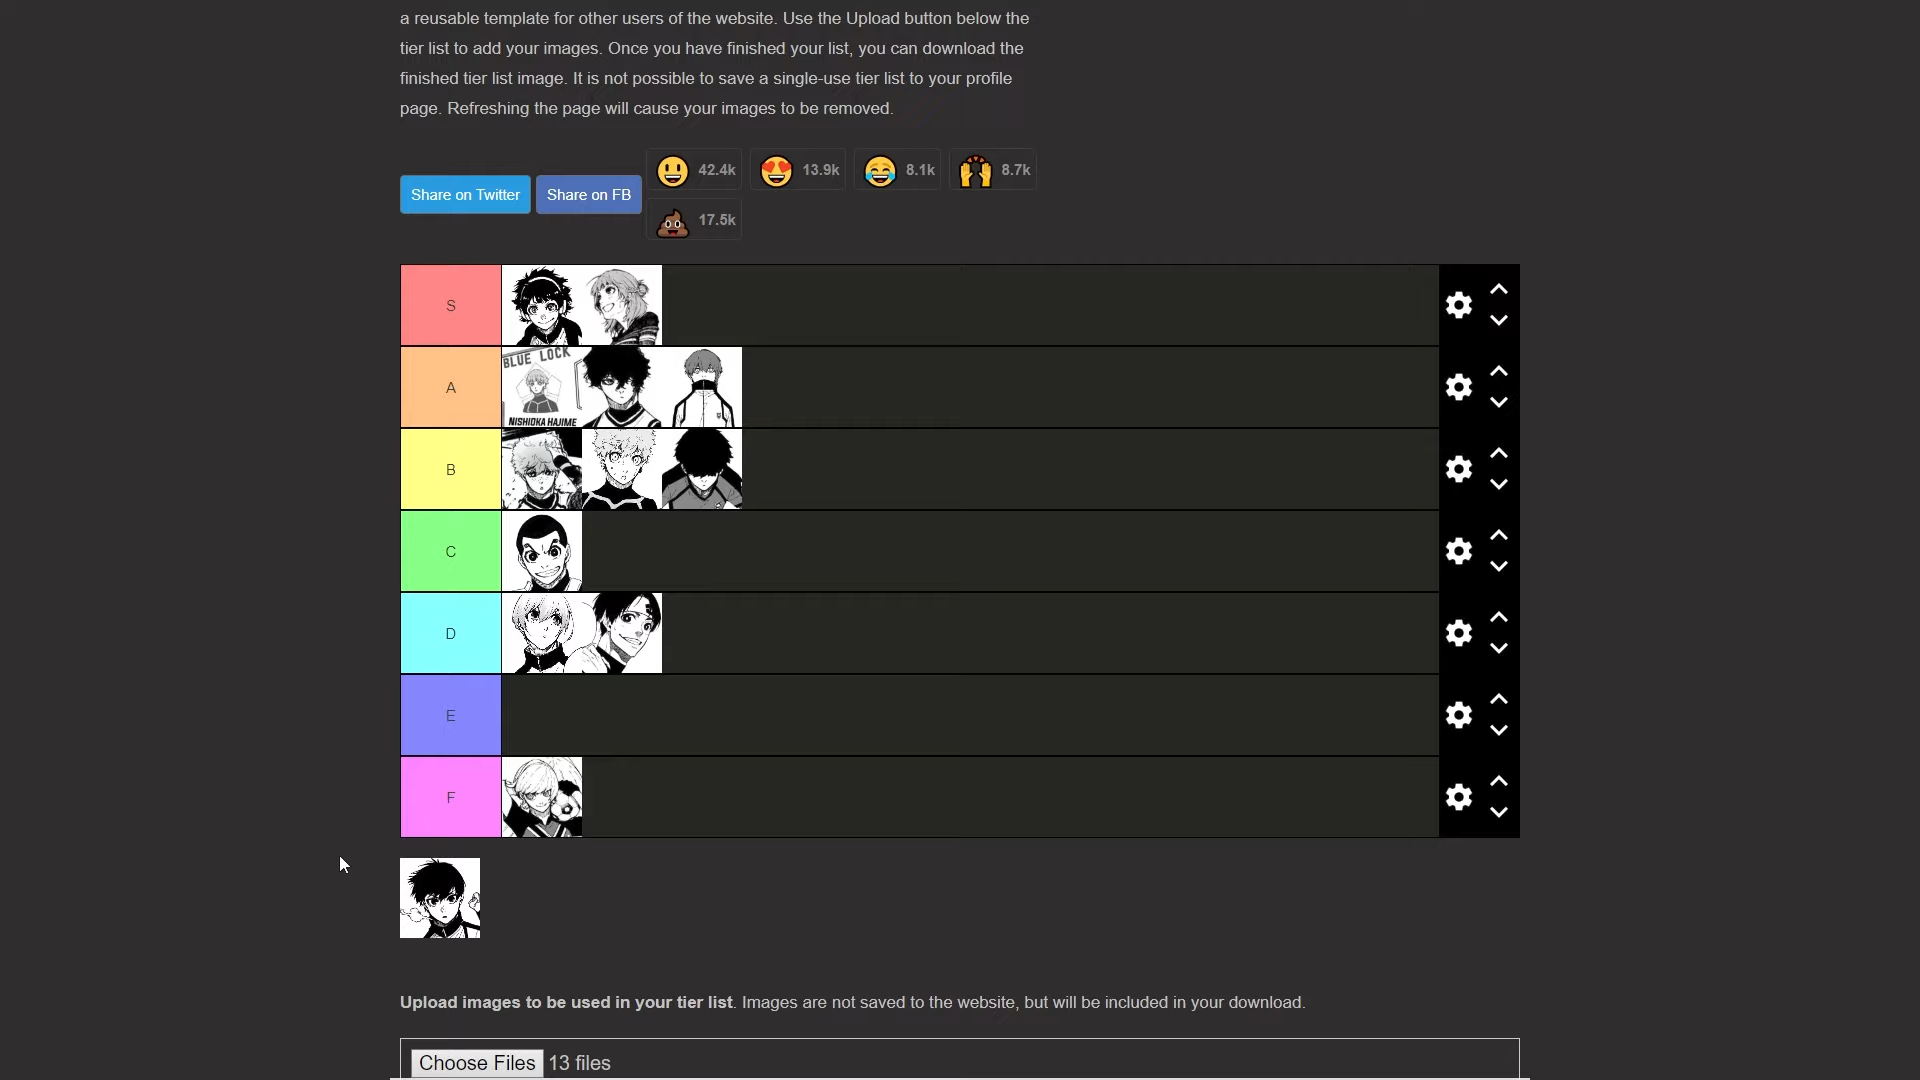 a reusable template for other users of the website. Use the Upload button below the
tier list to add your images. Once you have finished your list, you can download the
finished tier list image. It is not possible to save a single-use tier list to your profile
page. Refreshing the page will cause your images to be removed.
42.4k 13.9k 8.1k 8.7k
Share on Twitter Share on FB
17.5k
S
BLUE LOCK
A
NISHIOKA HAJIME
B
C
D
E
F
Upload images to be used in your tier list. Images are not saved to the website, but will be included in your download.
Choose Files 13 files